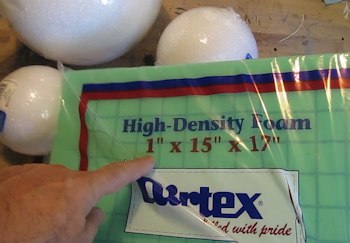 High-Density Foam
1" x 15" x 17"
airtex®
with pride